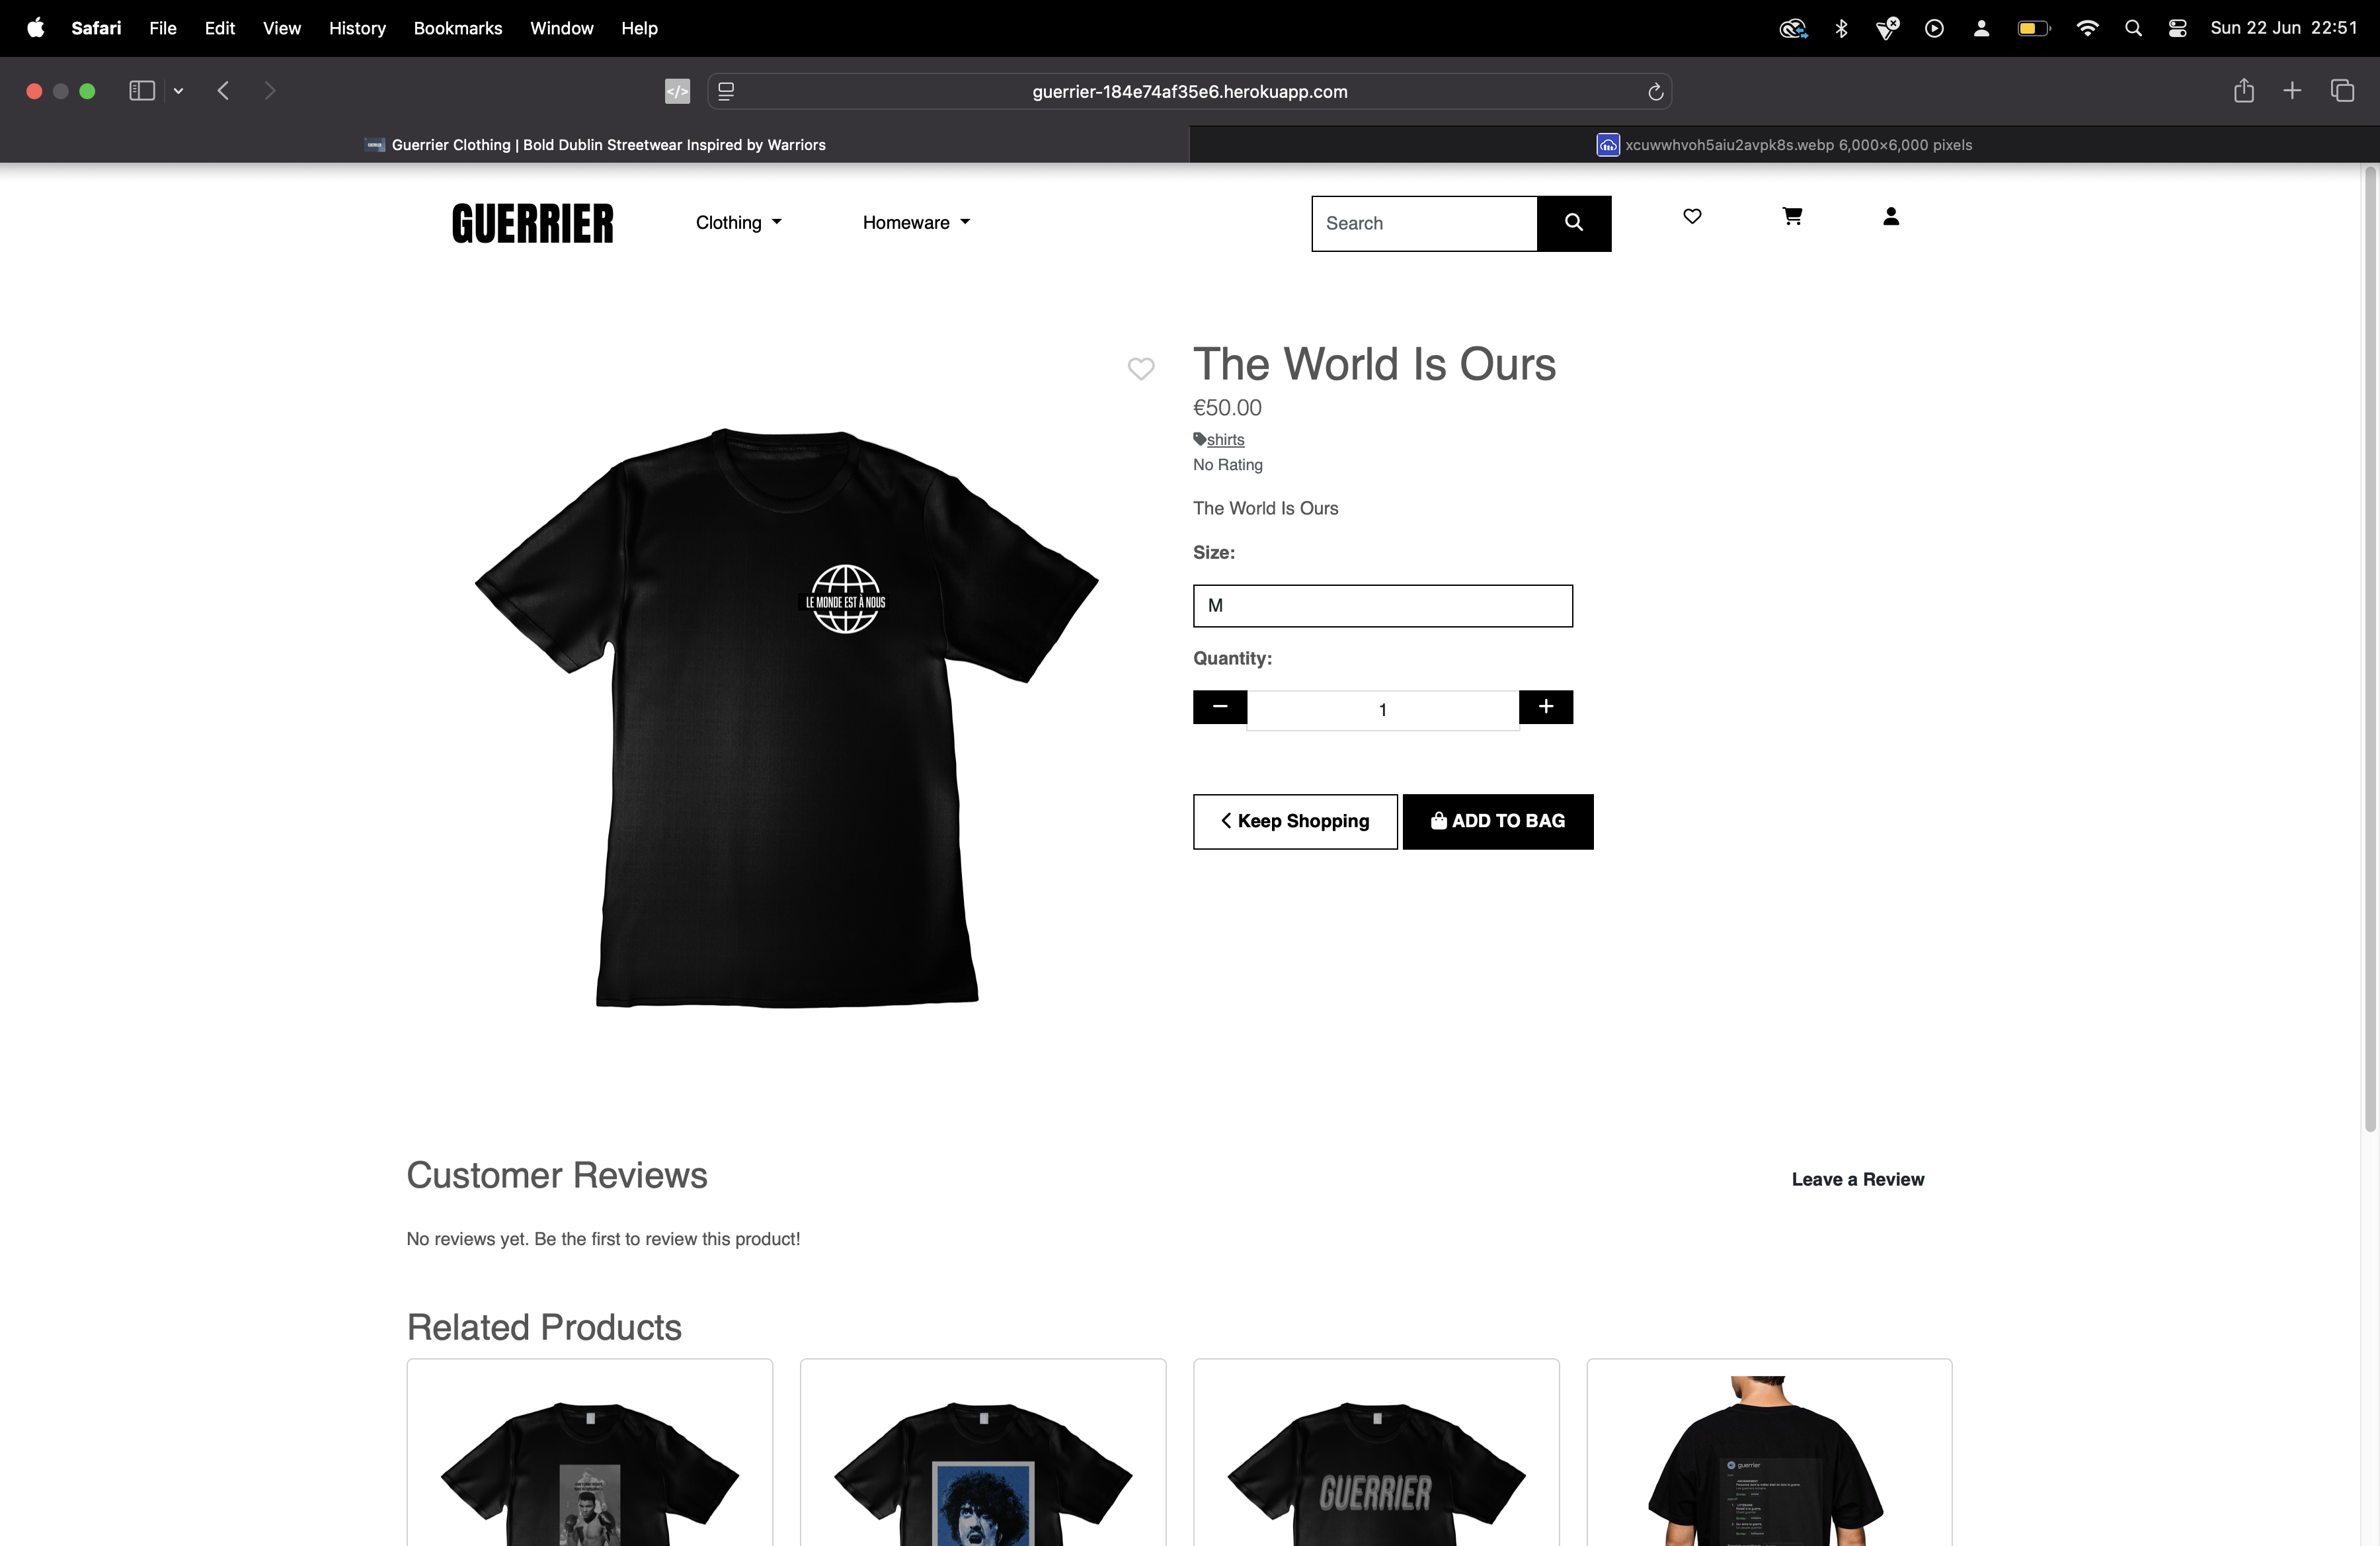 Safari File Edit View History Bookmarks Window Help Sun 22 Jun 22:51
guerrier-184e74af35e6.herokuapp.com
Guerrier Clothing | Bold Dublin Streetwear Inspired by Warriors
xcuwwhvoh5aiu2avpk8s.webp 6,000×6,000 pixels
GUERRIER Clothing Homeware Search
The World Is Ours
€50.00
shirts
No Rating
The World Is Ours
Size:
M
Quantity:
1
Keep Shopping ADD TO BAG
LE MONDE EST À NOUS
Customer Reviews
Leave a Review
No reviews yet. Be the first to review this product!
Related Products
GUERRIER
guerrier